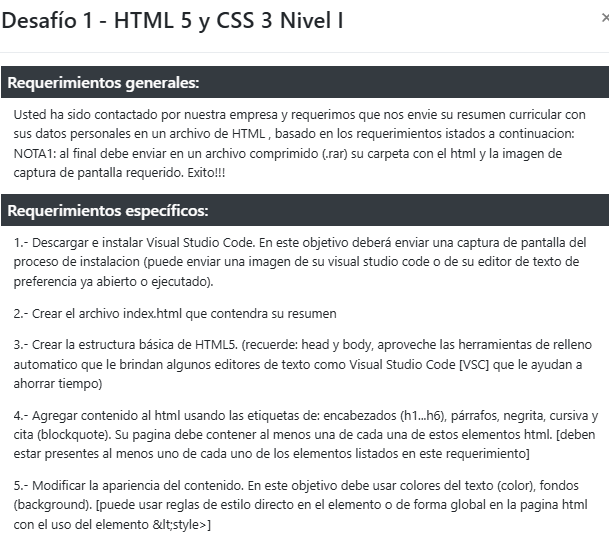 Desafío 1 - HTML 5 y CSS 3 Nivel I
×
Requerimientos generales:
Usted ha sido contactado por nuestra empresa y requerimos que nos envie su resumen curricular con
sus datos personales en un archivo de HTML , basado en los requerimientos istados a continuacion:
NOTA1: al final debe enviar en un archivo comprimido (.rar) su carpeta con el html y la imagen de
captura de pantalla requerido. Exito!!!
Requerimientos específicos:
1.- Descargar e instalar Visual Studio Code. En este objetivo deberá enviar una captura de pantalla del
proceso de instalacion (puede enviar una imagen de su visual studio code o de su editor de texto de
preferencia ya abierto o ejecutado).
2.- Crear el archivo index.html que contendra su resumen
3.- Crear la estructura básica de HTML5. (recuerde: head y body, aproveche las herramientas de relleno
automatico que le brindan algunos editores de texto como Visual Studio Code [VSC] que le ayudan a
ahorrar tiempo)
4.- Agregar contenido al html usando las etiquetas de: encabezados (h1...h6), párrafos, negrita, cursiva y
cita (blockquote). Su pagina debe contener al menos una de cada una de estos elementos html. [deben
estar presentes al menos uno de cada uno de los elementos listados en este requerimiento]
5.- Modificar la apariencia del contenido. En este objetivo debe usar colores del texto (color), fondos
(background). [puede usar reglas de estilo directo en el elemento o de forma global en la pagina html
con el uso del elemento &lt;style>]